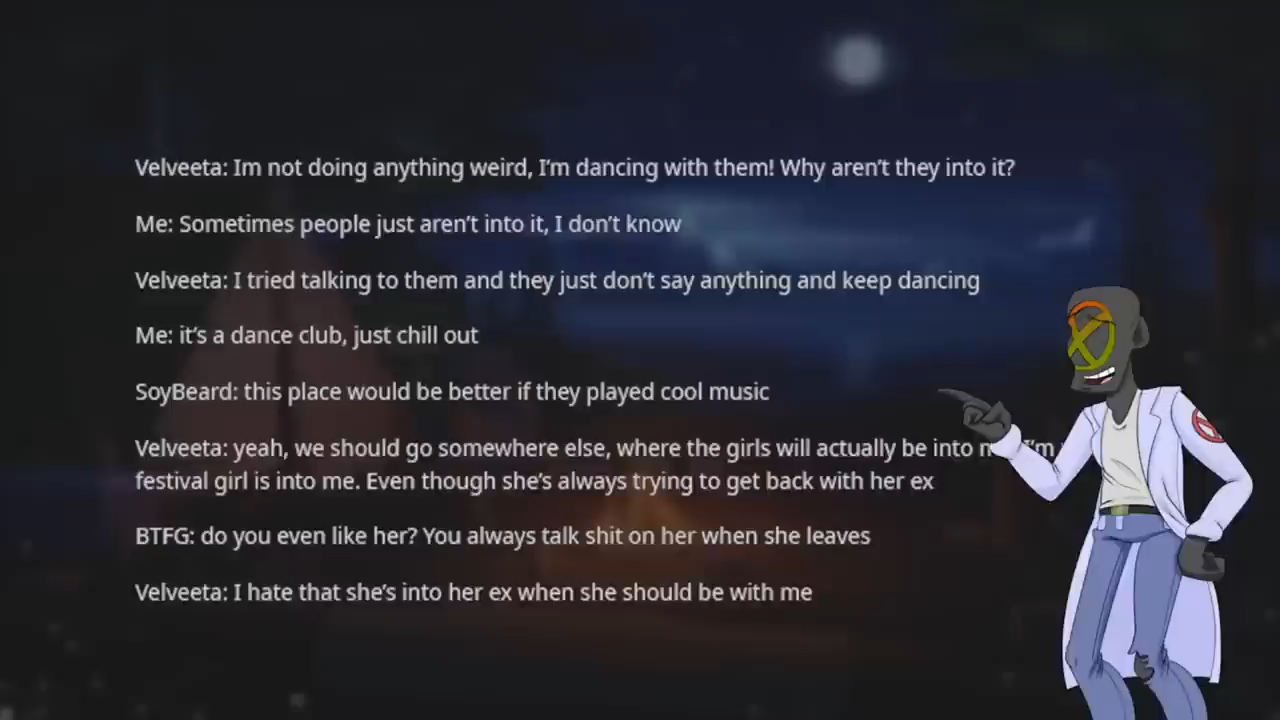 Velveeta: Im not doing anything weird, I'm dancing with them! Why aren't they into it?
Me: Sometimes people just aren't into it, I don't know
Velveeta: I tried talking to them and they just don't say anything and keep dancing
Me: it's a dance club, just chill out
SoyBeard: this place would be better if they played cool music
Velveeta: yeah, we should go somewhere else, where the girls will actually be into I'm
festival girl is into me. Even though she's always trying to get back with her ex
BTFG: do you even like her? You always talk shit on her when she leaves
Velveeta: I hate that she's into her ex when she should be with me